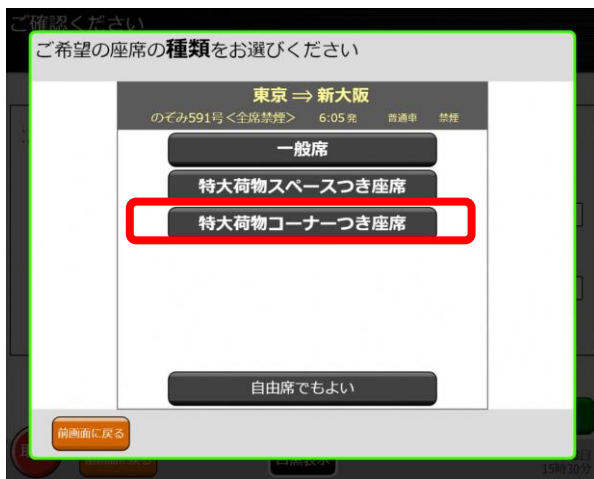 ご確認ください
ご希望の座席の種類をお選びください
東京 ⇒ 新大阪
のぞみ591号<全席禁煙> 6:05発 普通車 禁煙
一般席
特大荷物スペースつき座席
特大荷物コーナーつき座席
自由席でもよい
前画面に戻る
15時30分